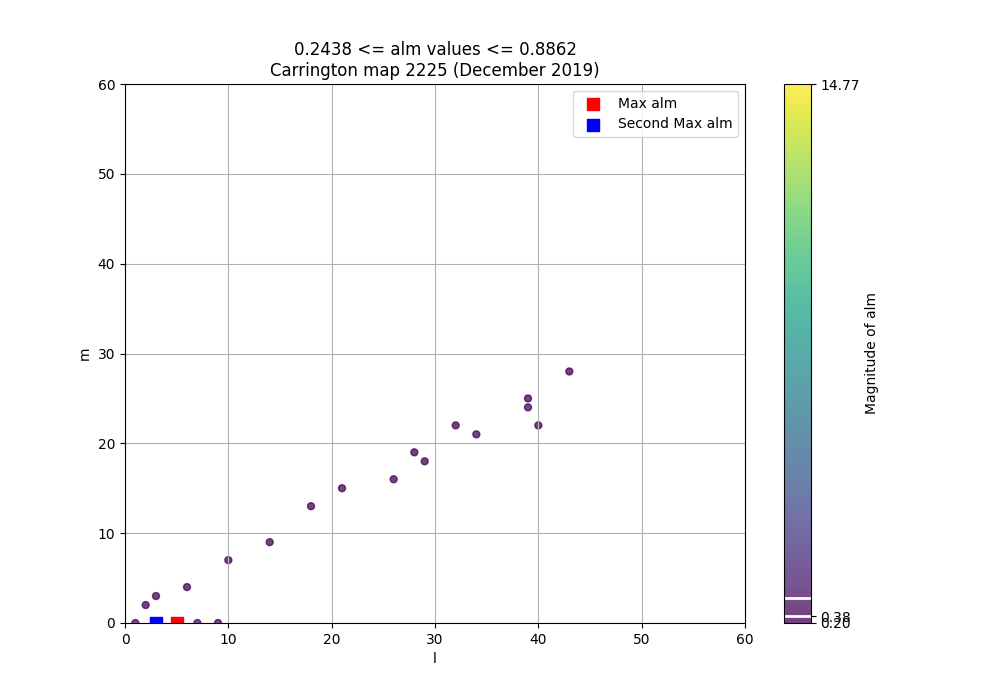 0.2438 <= alm values <= 0.8862
Carrington map 2225 (December 2019)
Max alm
Second Max alm
60
50
40
30
20
10
0
m
0 10 20 30 40 50 60
l
14.77
0.38
0.20
Magnitude of alm